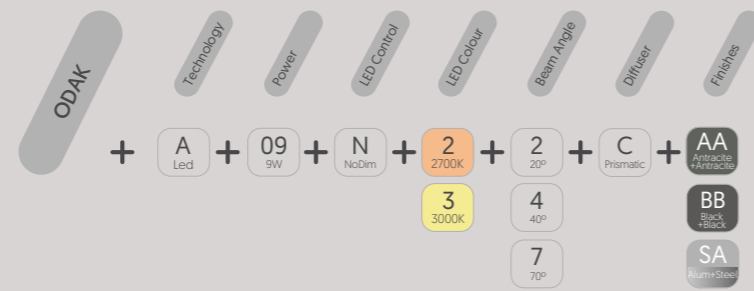 ODAK
Technology
Power
LED Control
LED Colour
Beam Angle
Diffuser
Finishes
+ A + 09 + N + 2 + 2 + C + AA
Led 9W NoDim 2700K 20º Prismatic Antracite
+Antracite
3 4 BB
3000K 40º Black
+Black
7 SA
70º Alum+Steel